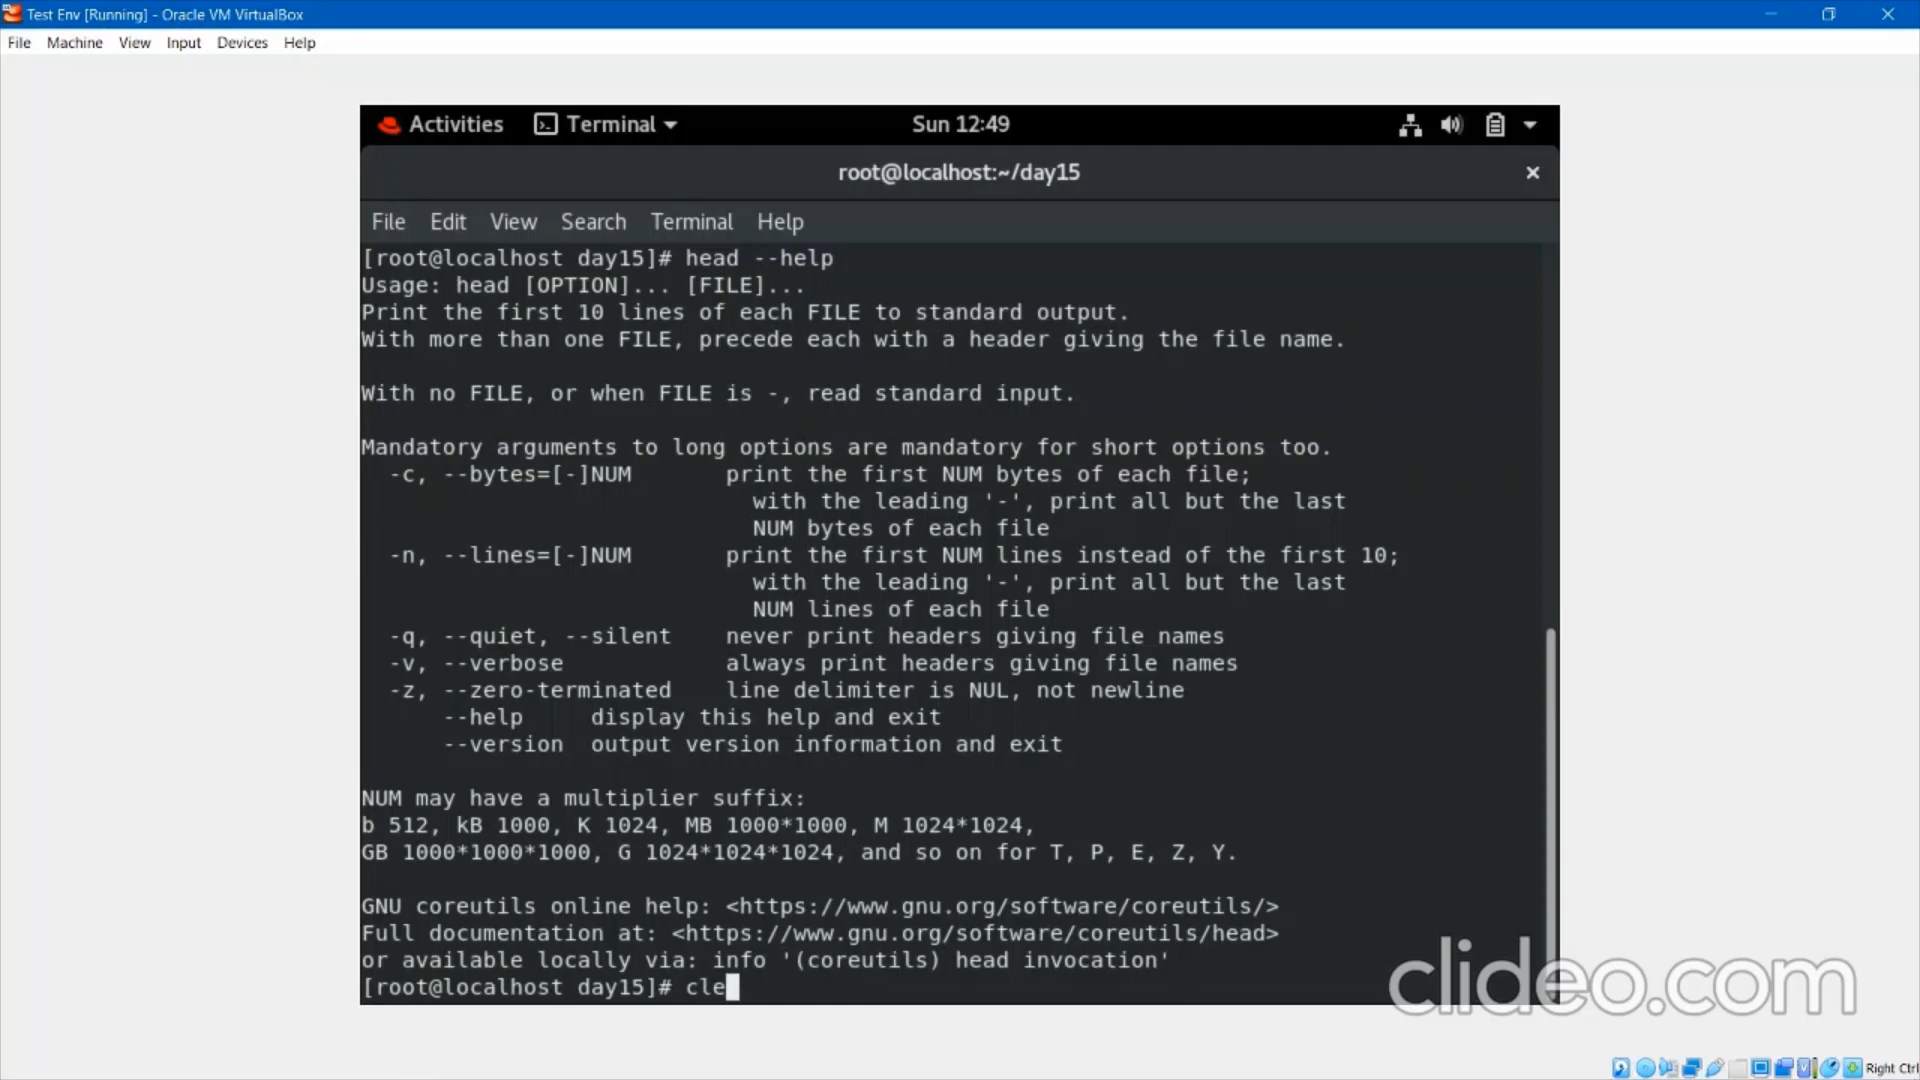 Test Env [Running] - Oracle VM VirtualBox
File Machine View Input Devices Help
Activities Terminal Sun 12:49
root@localhost:~/day15
File Edit View Search Terminal Help
[root@localhost day15]# head --help
Usage: head [OPTION]... [FILE]...
Print the first 10 lines of each FILE to standard output.
With more than one FILE, precede each with a header giving the file name.
With no FILE, or when FILE is -, read standard input.
Mandatory arguments to long options are mandatory for short options too.
-c, --bytes=[-]NUM print the first NUM bytes of each file;
with the leading '-', print all but the last
NUM bytes of each file
-n, --lines=[-]NUM print the first NUM lines instead of the first 10;
with the leading '-', print all but the last
NUM lines of each file
-q, --quiet, --silent never print headers giving file names
-v, --verbose always print headers giving file names
-z, --zero-terminated line delimiter is NUL, not newline
--help display this help and exit
--version output version information and exit
NUM may have a multiplier suffix:
b 512, kB 1000, K 1024, MB 1000*1000, M 1024*1024,
GB 1000*1000*1000, G 1024*1024*1024, and so on for T, P, E, Z, Y.
GNU coreutils online help: <https://www.gnu.org/software/coreutils/>
Full documentation at: <https://www.gnu.org/software/coreutils/head>
or available locally via: info '(coreutils) head invocation'
[root@localhost day15]# cle
clideo.com
Right Ctrl